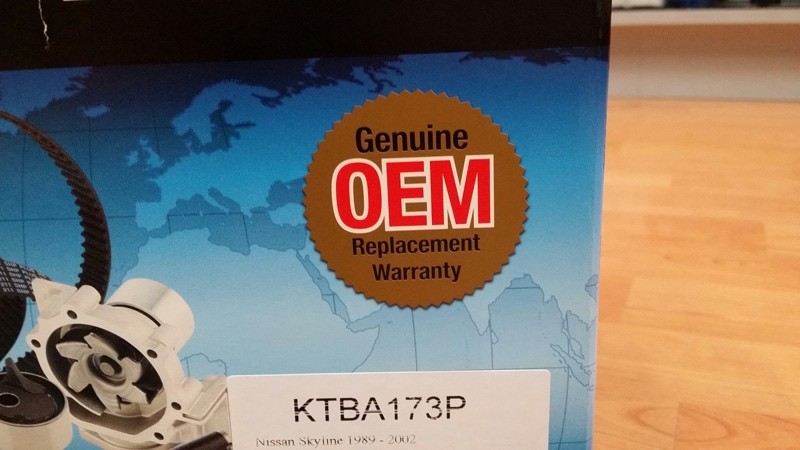 Genuine
OEM
Replacement
Warranty
KTBA173P
Nissan Skyline 1989 - 2002